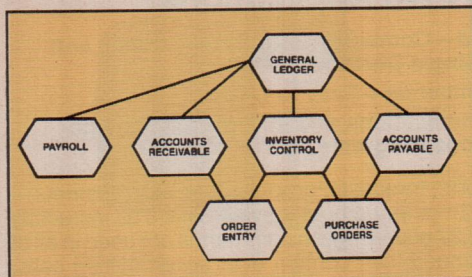 GENERAL
LEDGER
PAYROLL
ACCOUNTS
RECEIVABLE
INVENTORY
CONTROL
ACCOUNTS
PAYABLE
ORDER
ENTRY
PURCHASE
ORDERS